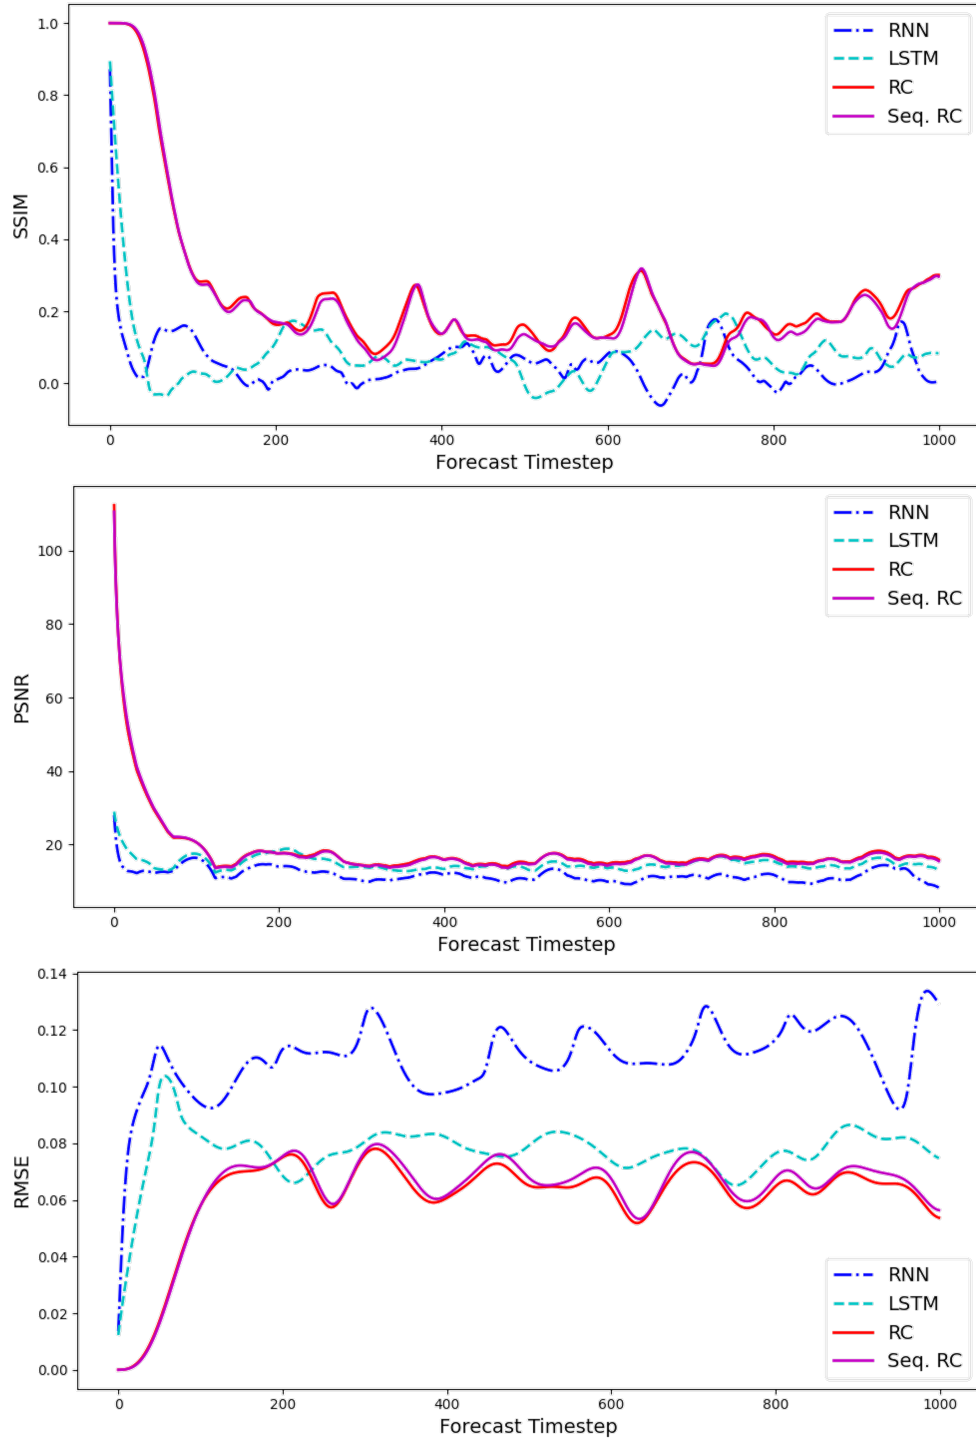 1.0
0.8
0.6
0.4
0.2
0.0
SSIM
RNN
LSTM
RC
Seq. RC
0 200 400 600 800 1000
Forecast Timestep
100
80
60
40
20
PSNR
RNN
LSTM
RC
Seq. RC
0 200 400 600 800 1000
Forecast Timestep
0.14
0.12
0.10
0.08
0.06
0.04
0.02
0.00
RMSE
RNN
LSTM
RC
Seq. RC
0 200 400 600 800 1000
Forecast Timestep